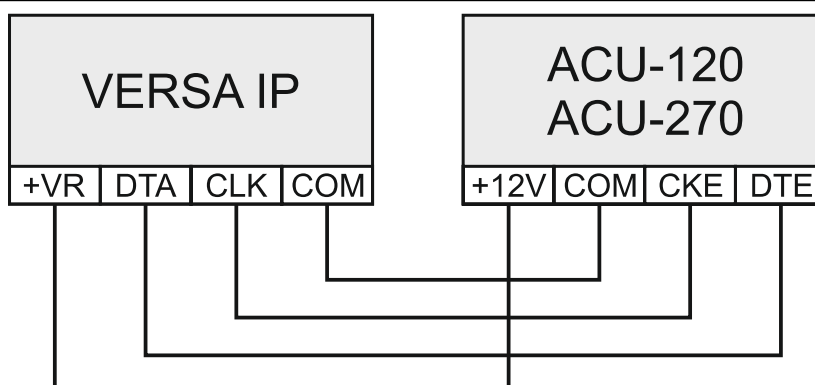 VERSA IP
ACU-120
ACU-270
+VR DTA CLK COM
+12V COM CKE DTE